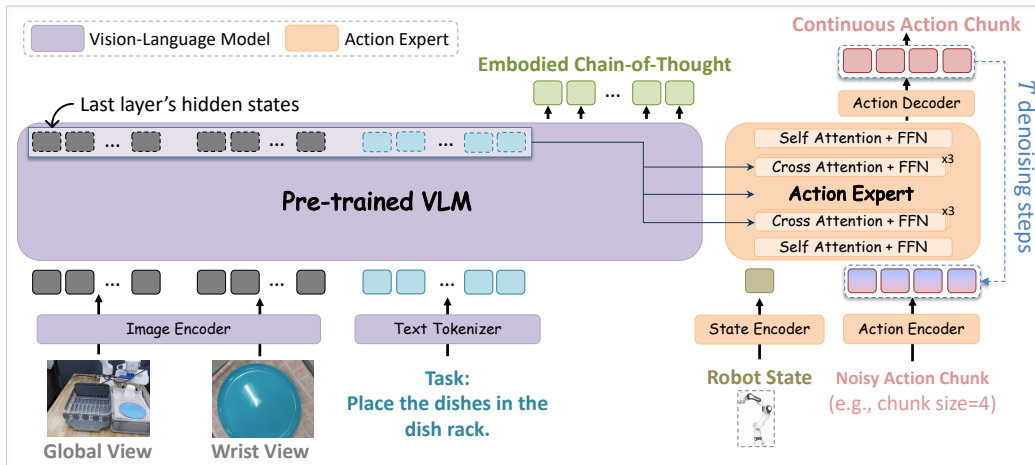 Vision-Language Model
Action Expert
Continuous Action Chunk
Embodied Chain-of-Thought
Last layer's hidden states
...
Action Decoder
T denoising steps
... ... ...
Self Attention + FFN
Cross Attention + FFN
x3
Pre-trained VLM
Action Expert
Cross Attention + FFN
x3
Self Attention + FFN
... ... ...
Image Encoder
Text Tokenizer
State Encoder
Action Encoder
Global View
Wrist View
Task:
Place the dishes in the
dish rack.
Robot State
Noisy Action Chunk
(e.g., chunk size=4)